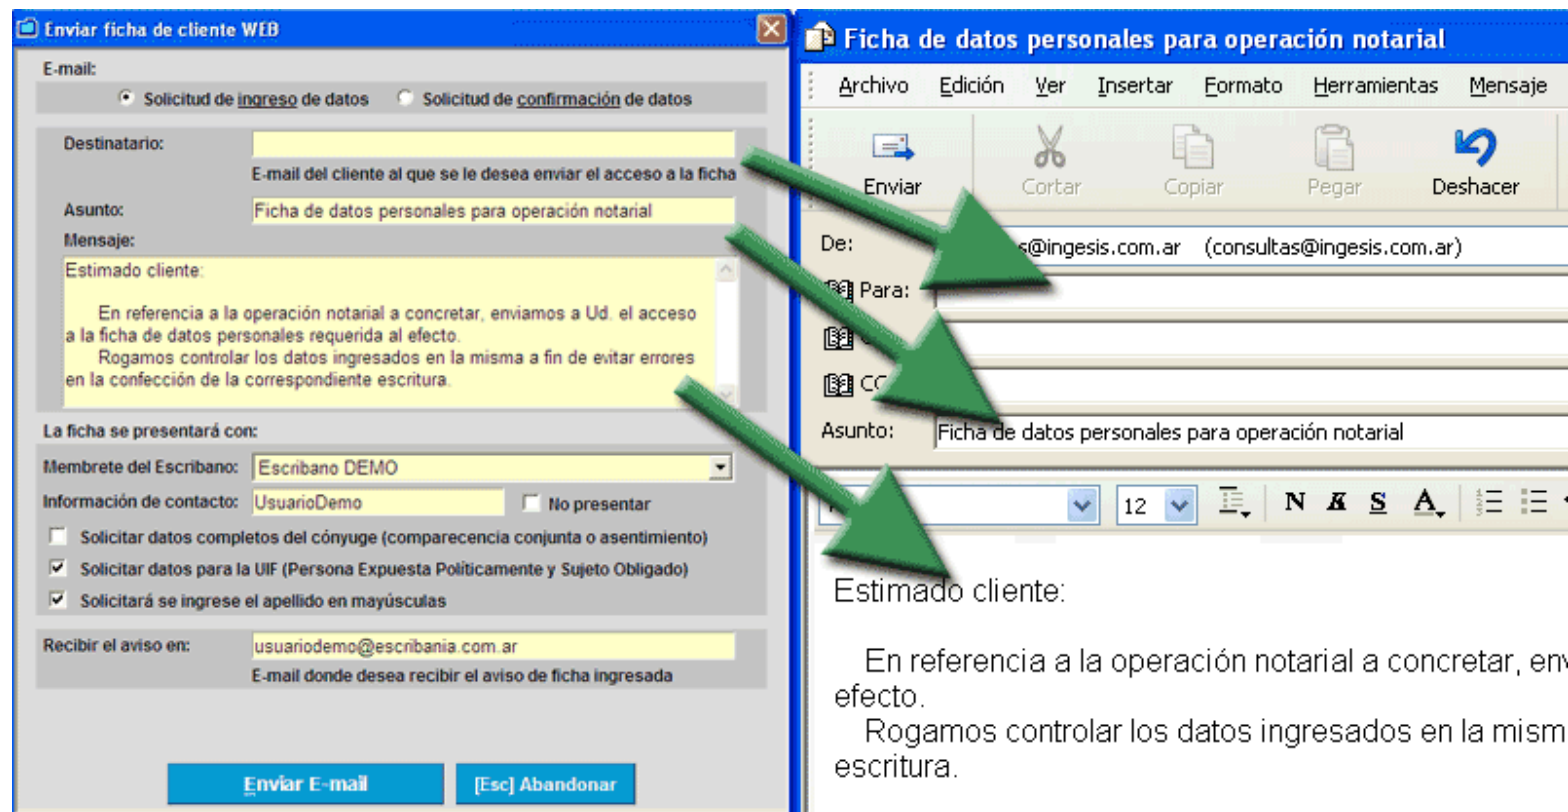 Enviar ficha de cliente WEB
E-mail:
Solicitud de ingreso de datos
Solicitud de confirmación de datos
Destinatario:
E-mail del cliente al que se le desea enviar el acceso a la ficha
Asunto:
Ficha de datos personales para operación notarial
Mensaje:
Estimado cliente:
En referencia a la operación notarial a concretar, enviamos a Ud. el acceso
a la ficha de datos personales requerida al efecto.
Rogamos controlar los datos ingresados en la misma a fin de evitar errores
en la confección de la correspondiente escritura.
La ficha se presentará con:
Membrete del Escribano:
Escribano DEMO
Información de contacto:
UsuarioDemo
No presentar
Solicitar datos completos del cónyuge (comparecencia conjunta o asentimiento)
Solicitar datos para la UIF (Persona Expuesta Políticamente y Sujeto Obligado)
Solicitará se ingrese el apellido en mayúsculas
Recibir el aviso en:
usuariodemo@escribania.com.ar
E-mail donde desea recibir el aviso de ficha ingresada
Enviar E-mail
[Esc] Abandonar
Ficha de datos personales para operación notarial
Archivo Edición Ver Insertar Formato Herramientas Mensaje
Enviar Cortar Copiar Pegar Deshacer
De:
s@ingesis.com.ar (consultas@ingesis.com.ar)
Para:
Asunto:
Ficha de datos personales para operación notarial
12
N K S A
Estimado cliente:
En referencia a la operación notarial a concretar, env
efecto.
Rogamos controlar los datos ingresados en la mism
escritura.